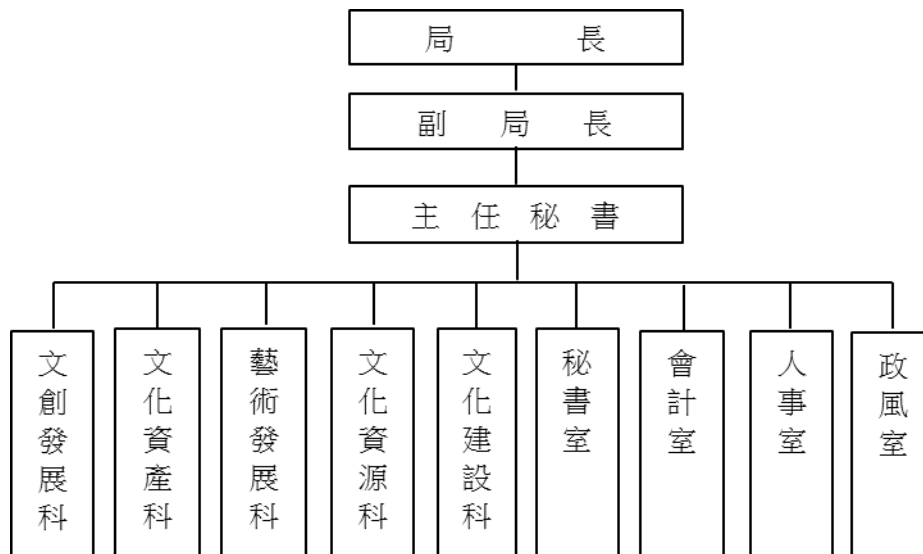 局長
副局長
主任秘書
文創發展科
文化資產科
藝術發展科
文化資源科
文化建設科
秘書室
會計室
人事室
政風室